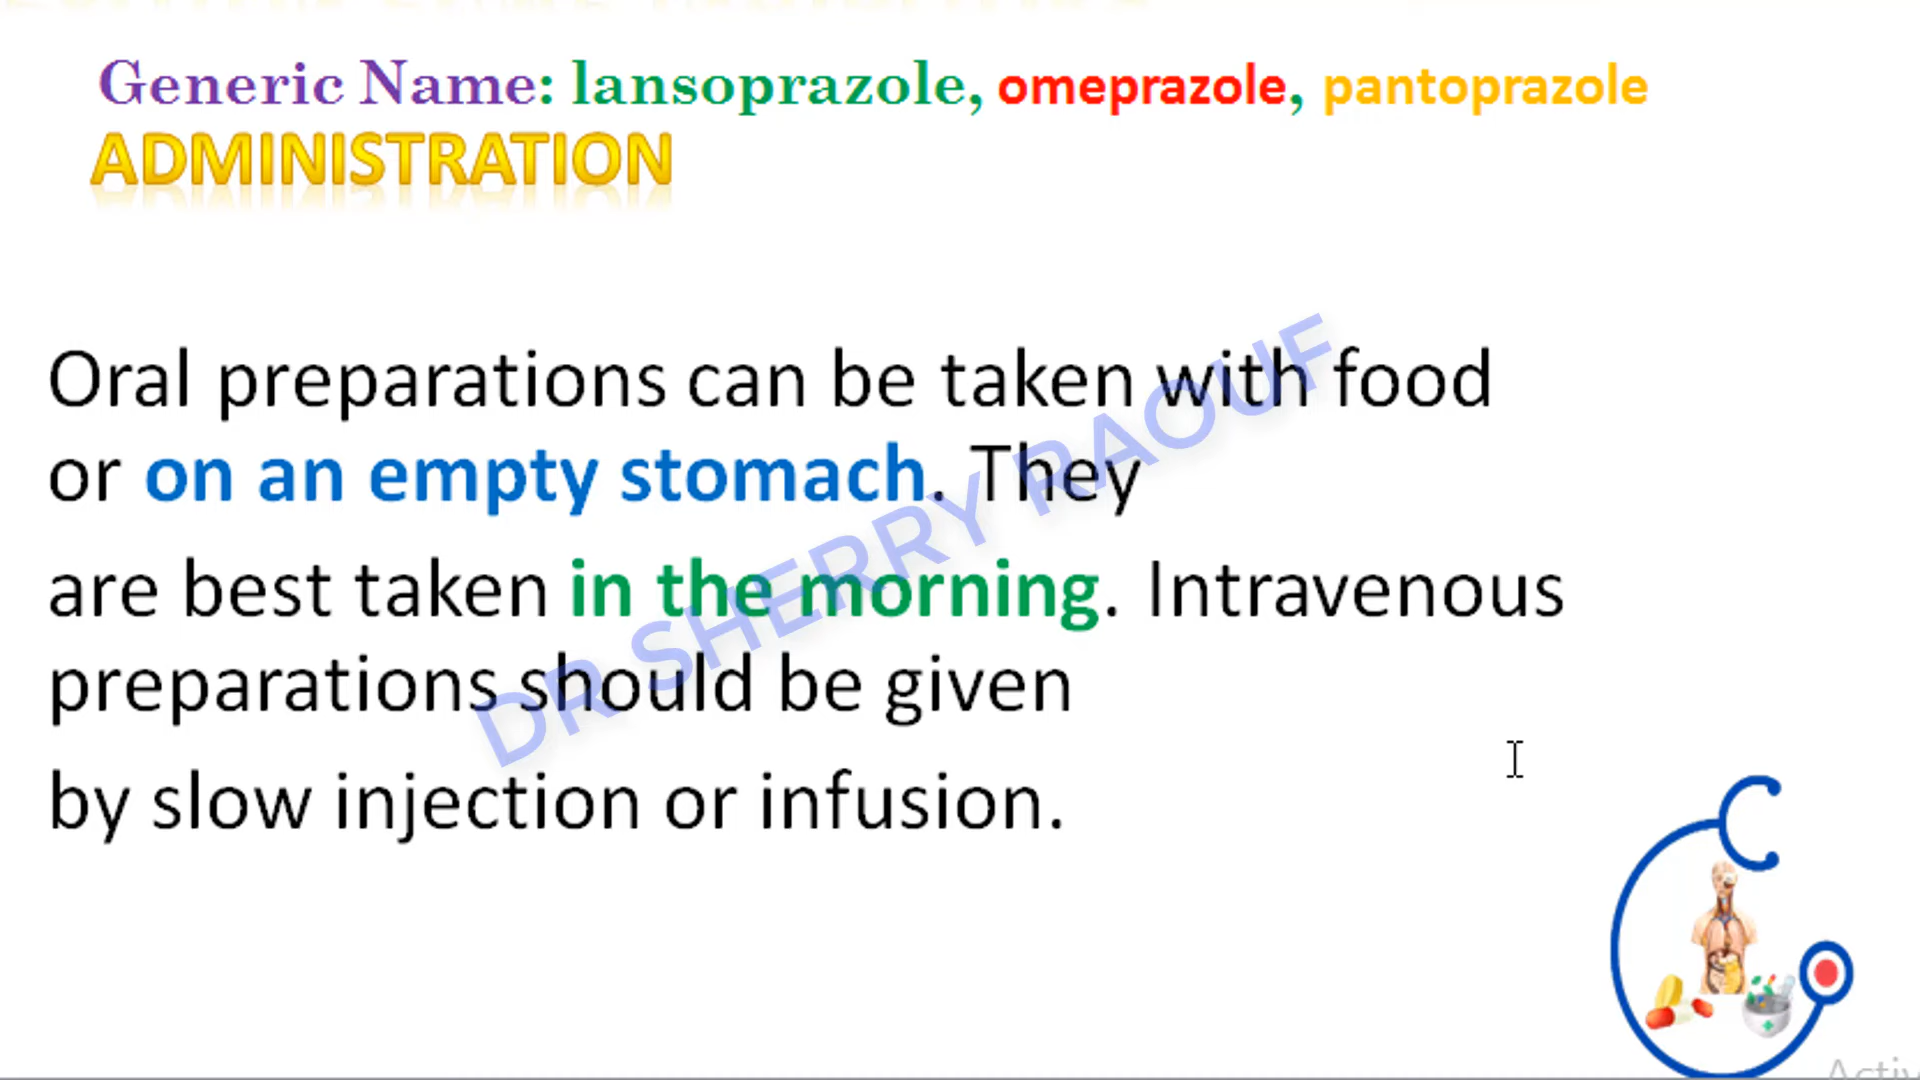 Generic Name: lansoprazole, omeprazole, pantoprazole
ADMINISTRATION
Oral preparations can be taken with food
or on an empty stomach. They
are best taken in the morning. Intravenous
preparations should be given
by slow injection or infusion.
DR SHERRY RAOUF